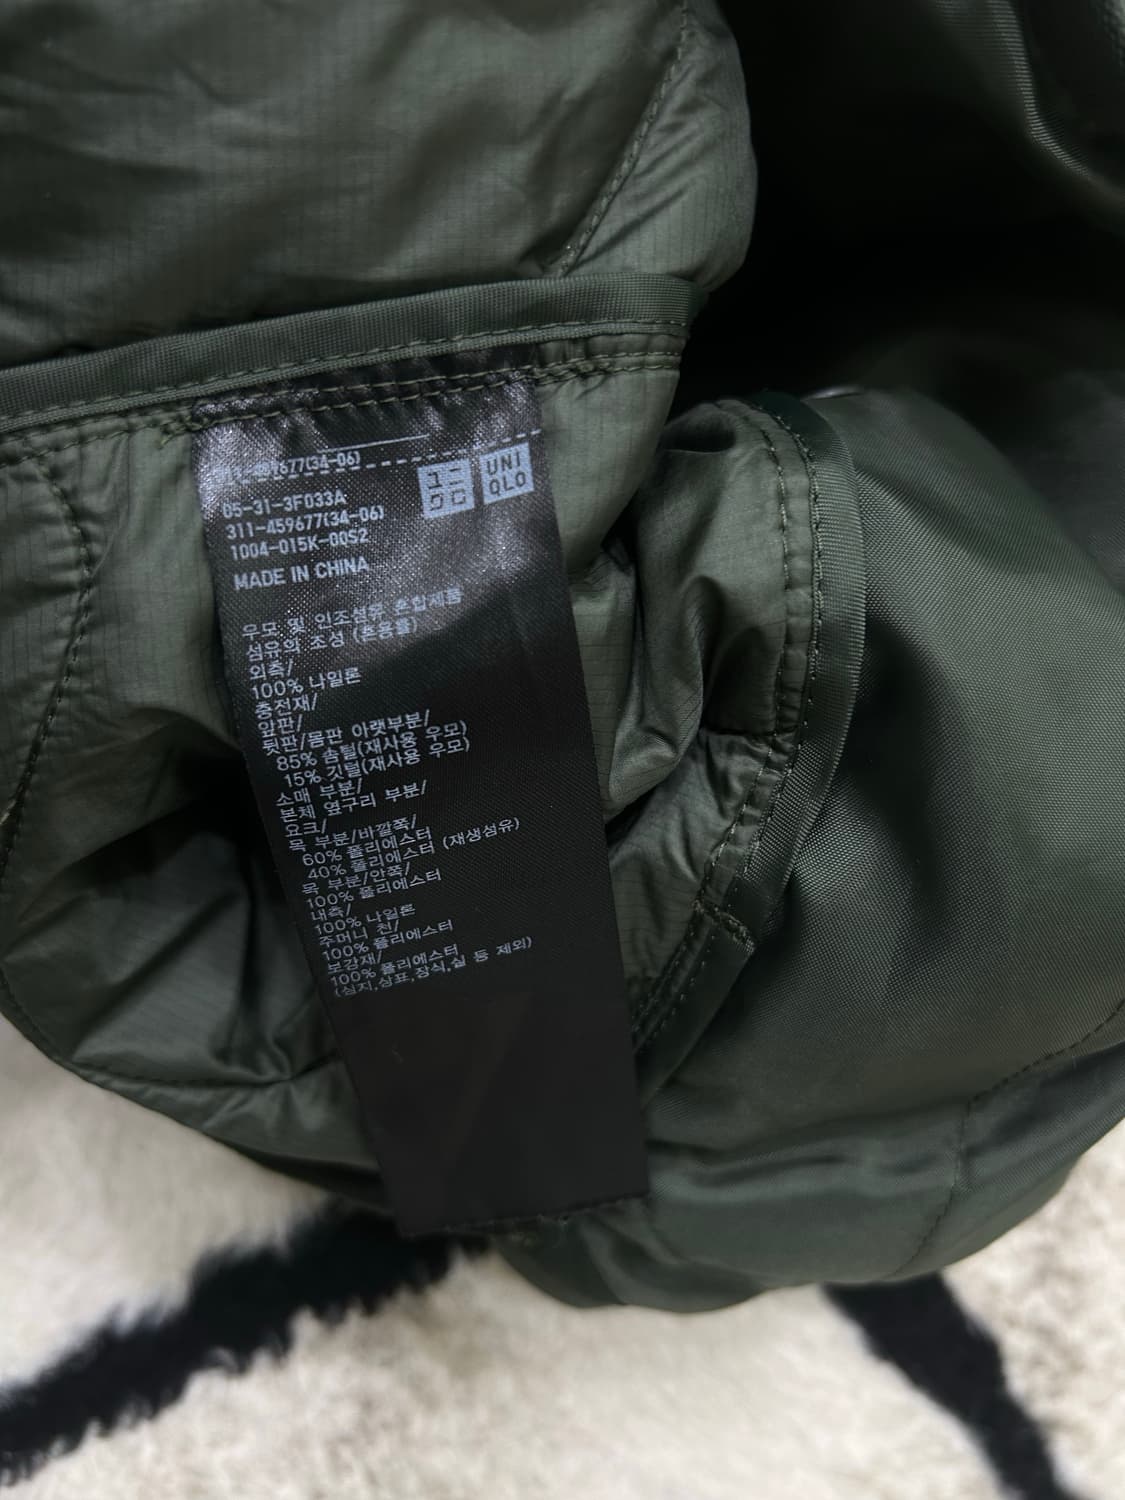 459677(34-06)
05-31-3F033A
311-459677(34-06)
1004-015K-00S2
UNI
QLO
MADE IN CHINA
우모 및 인조섬유 혼합제품
섬유의 조성 (혼용률)
외측/
100% 나일론
충전재/
앞판/
뒷판/몸판 아랫부분/
85% 솜털(재사용 우모)
15% 깃털(재사용 우모)
소매 부분/
본체 옆구리 부분/
요크/
목 부분/바깥쪽/
60% 폴리에스터
40% 폴리에스터 (재생섬유)
목 부분/안쪽/
100% 폴리에스터
내측/
100% 나일론
주머니 천/
100% 폴리에스터
보강재/
100% 폴리에스터
(심지,심표,장식,실 등 제외)